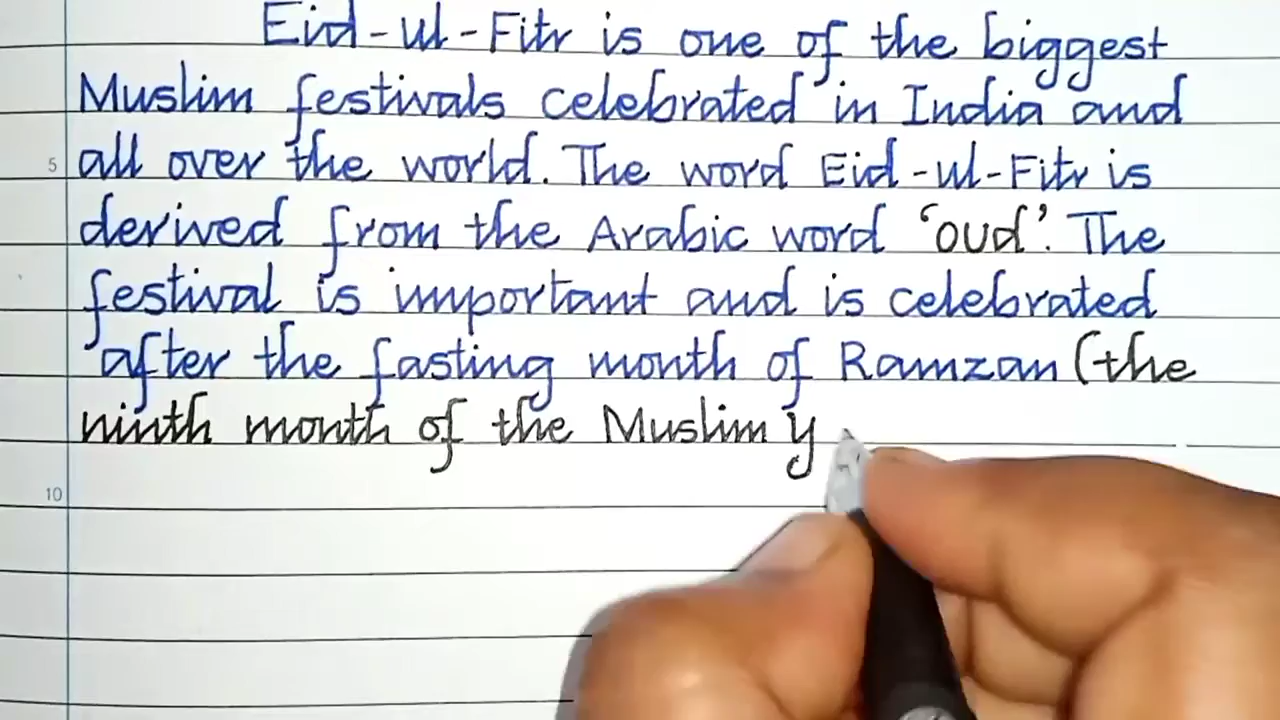 Eid-ul-Fitr is one of the biggest
Muslim festivals celebrated in India and
5 all over the world. The word Eid-ul-Fitr is
derived from the Arabic word ‘oud’. The
festival is important and is celebrated
after the fasting month of Ramzan (the
ninth month of the Muslim y
10